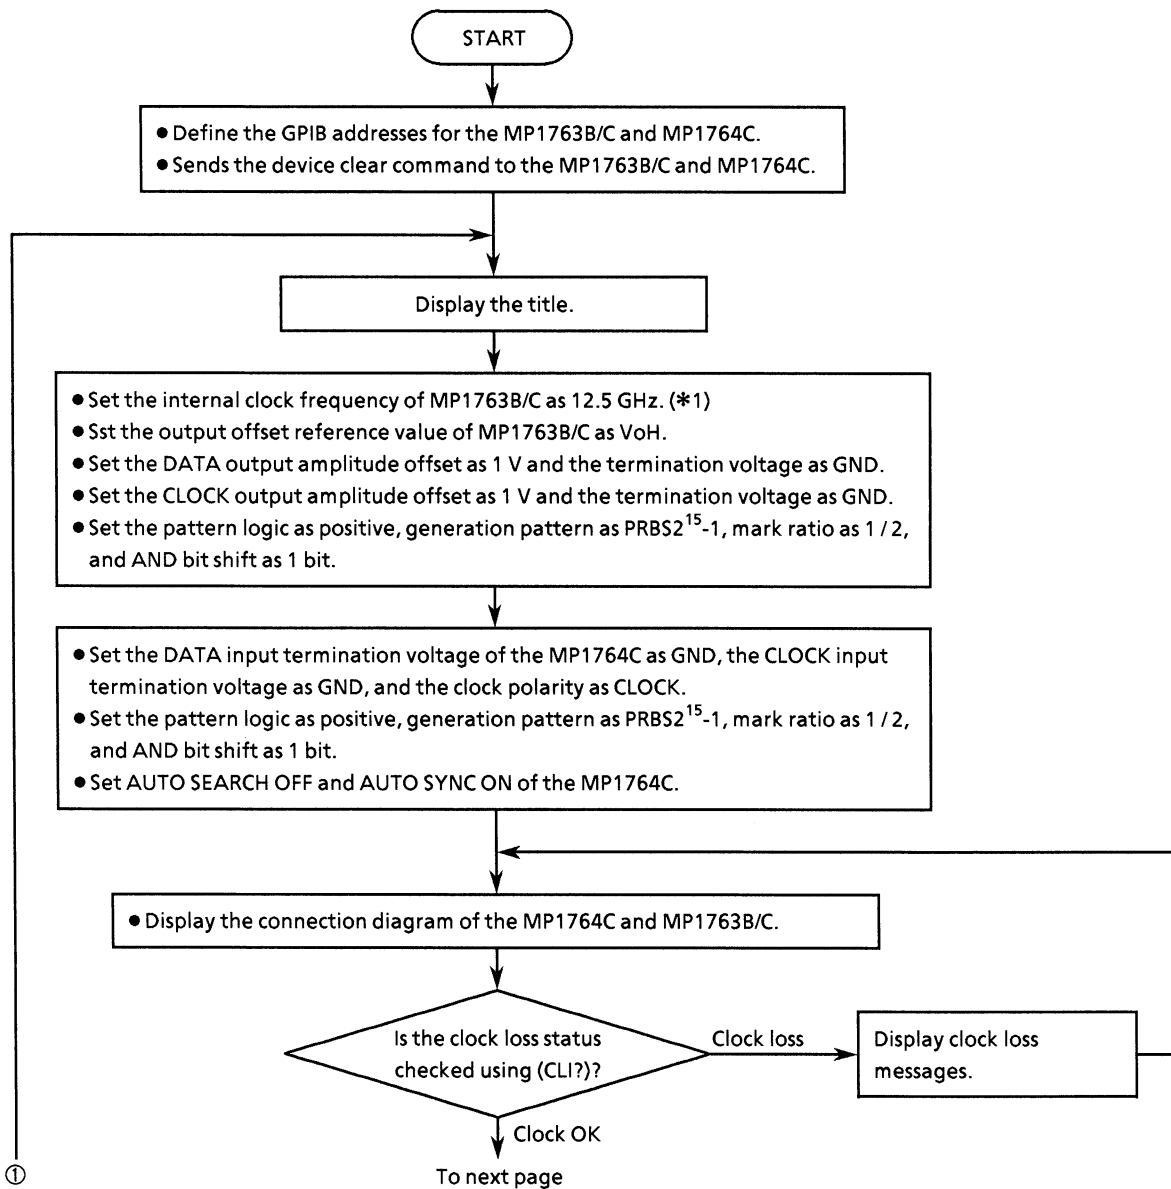 START
● Define the GPIB addresses for the MP1763B/C and MP1764C.
● Sends the device clear command to the MP1763B/C and MP1764C.
Display the title.
● Set the internal clock frequency of MP1763B/C as 12.5 GHz. (✱1)
● Sst the output offset reference value of MP1763B/C as VoH.
● Set the DATA output amplitude offset as 1 V and the termination voltage as GND.
● Set the CLOCK output amplitude offset as 1 V and the termination voltage as GND.
● Set the pattern logic as positive, generation pattern as PRBS2¹⁵-1, mark ratio as 1 / 2,
and AND bit shift as 1 bit.
● Set the DATA input termination voltage of the MP1764C as GND, the CLOCK input
termination voltage as GND, and the clock polarity as CLOCK.
● Set the pattern logic as positive, generation pattern as PRBS2¹⁵-1, mark ratio as 1 / 2,
and AND bit shift as 1 bit.
● Set AUTO SEARCH OFF and AUTO SYNC ON of the MP1764C.
● Display the connection diagram of the MP1764C and MP1763B/C.
Is the clock loss status
checked using (CLI?)?
Clock loss
Display clock loss
messages.
Clock OK
①
To next page